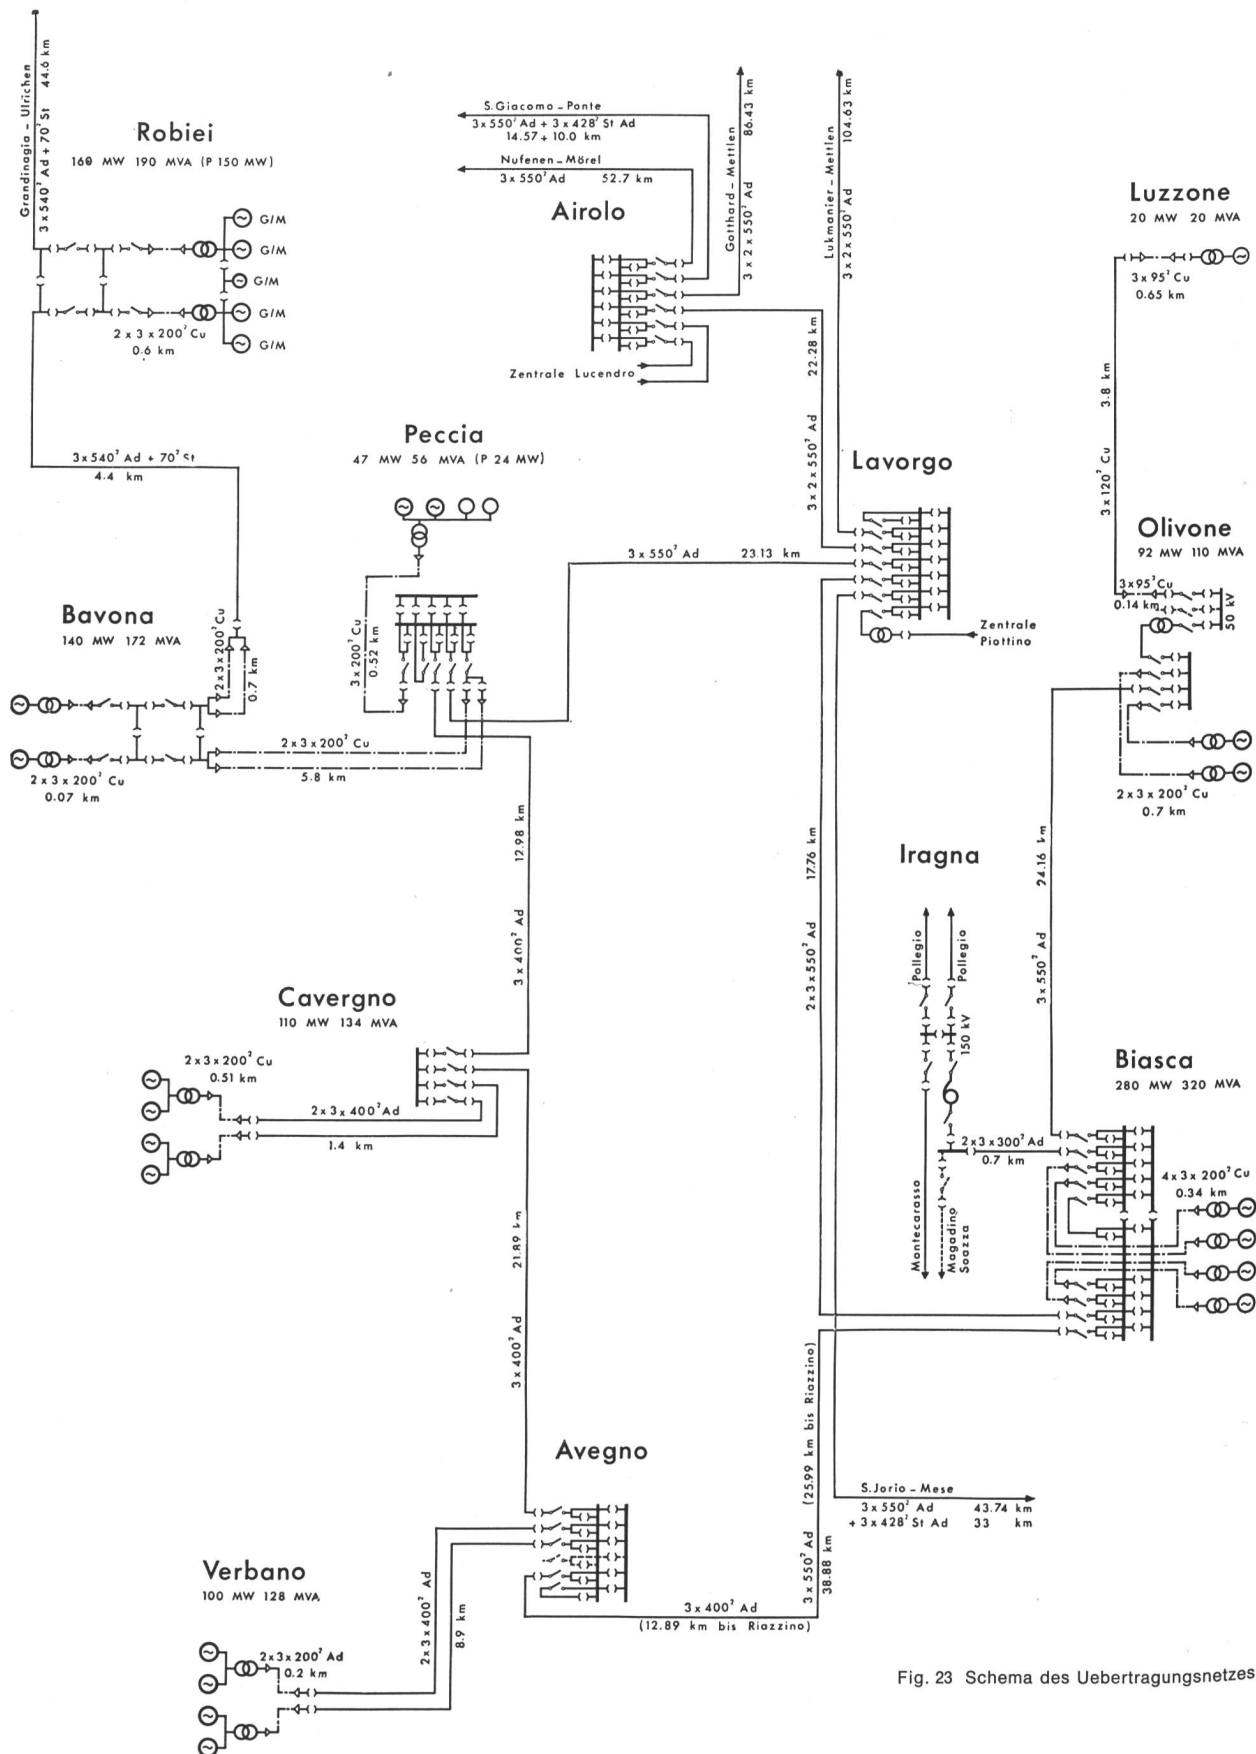 Grandinagia – Ulrichen
3 x 540² Ad + 70² St 44.6 km
Robiei
160 MW 190 MVA (P 150 MW)
G/M
G/M
G/M
G/M
G/M
2 x 3 x 200² Cu
0.6 km
3 x 540² Ad + 70² St
4.4 km
S. Giacomo – Ponte
3 x 550² Ad + 3 x 428² St Ad
14.57 + 10.0 km
Nufenen – Mörel
3 x 550² Ad 52.7 km
Airolo
Gotthard – Mettlen
3 x 2 x 550² Ad 86.43 km
Lukmanier – Mettlen
3 x 2 x 550² Ad 104.63 km
Zentrale Lucendro
3 x 2 x 550² Ad 22.28 km
Luzzone
20 MW 20 MVA
3 x 95² Cu
0.65 km
3 x 120² Cu 3.8 km
Peccia
47 MW 56 MVA (P 24 MW)
3 x 200² Cu
0.52 km
Lavorgo
3 x 550² Ad 23.13 km
Zentrale
Piottino
Olivone
92 MW 110 MVA
3 x 95² Cu
0.14 km
50 kV
2 x 3 x 200² Cu
0.7 km
Bavona
140 MW 172 MVA
2 x 3 x 200² Cu
0.7 km
2 x 3 x 200² Cu
5.8 km
2 x 3 x 200² Cu
0.07 km
3 x 400² Ad 12.98 km
2 x 3 x 550² Ad 17.76 km
3 x 550² Ad 24.16 km
Iragna
Pollegio
Pollegio
150 kV
Montecarasso
Magadino
Soazza
2 x 3 x 300² Ad
0.7 km
Cavergno
110 MW 134 MVA
2 x 3 x 200² Cu
0.51 km
2 x 3 x 400² Ad
1.4 km
Biasca
280 MW 320 MVA
4 x 3 x 200² Cu
0.34 km
3 x 400² Ad 21.89 km
Avegno
3 x 550² Ad (25.99 km bis Riazzino)
38.88 km
S. Jorio – Mese
3 x 550² Ad 43.74 km
+ 3 x 428² St Ad 33 km
3 x 400² Ad
(12.89 km bis Riazzino)
Verbano
100 MW 128 MVA
2 x 3 x 400² Ad
8.9 km
2 x 3 x 200² Ad
0.2 km
Fig. 23 Schema des Uebertragungsnetzes